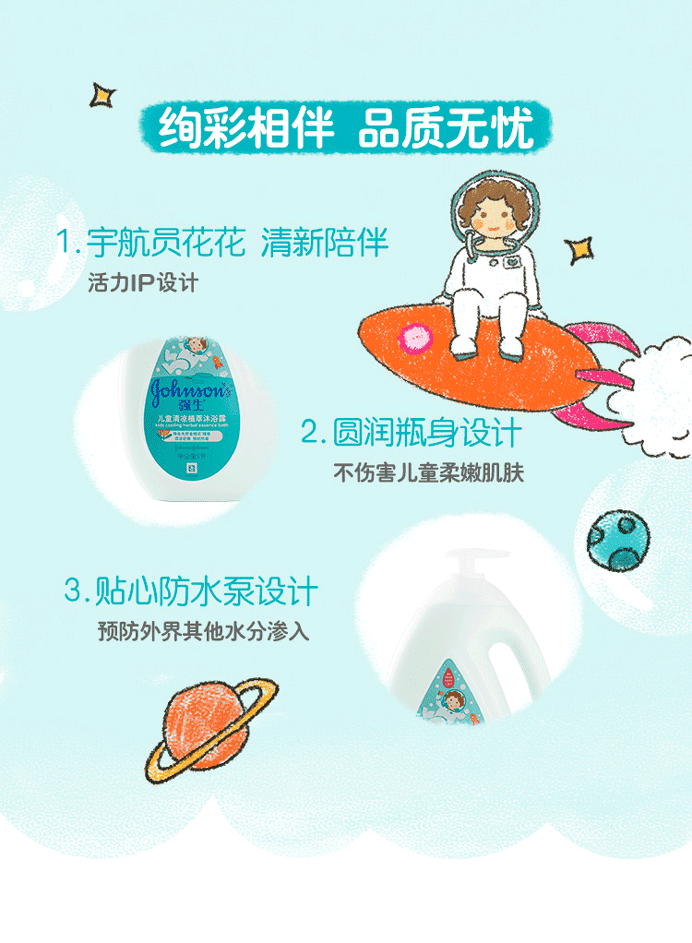 绚彩相伴 品质无忧
1.宇航员花花 清新陪伴
活力IP设计
Johnson's
强生
儿童清凉植萃沐浴露
kids cooling herbal essence bath
2.圆润瓶身设计
不伤害儿童柔嫩肌肤
3.贴心防水泵设计
预防外界其他水分渗入